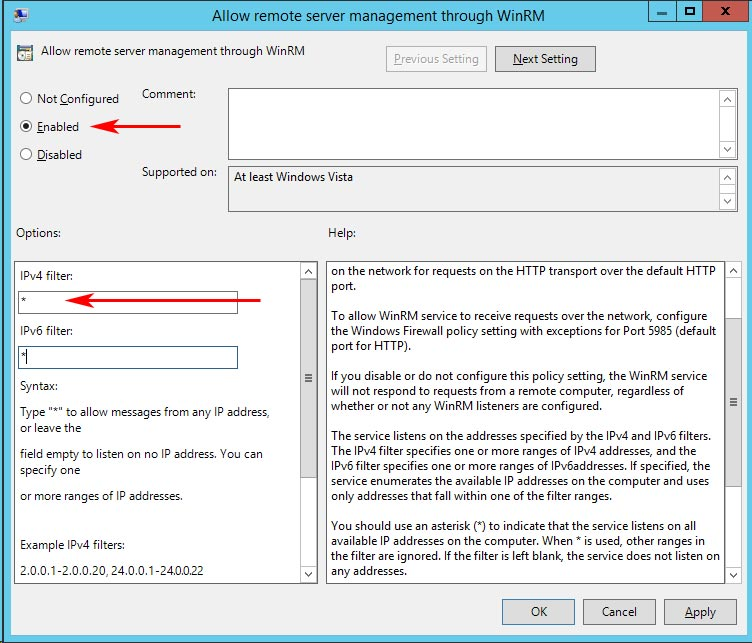 Allow remote server management through WinRM
Allow remote server management through WinRM
Previous Setting
Next Setting
Not Configured
Comment:
Enabled
Disabled
Supported on:
At least Windows Vista
Options:
Help:
IPv4 filter:
*
IPv6 filter:
*
Syntax:
Type "*" to allow messages from any IP address,
or leave the
field empty to listen on no IP address. You can
specify one
or more ranges of IP addresses.
Example IPv4 filters:
2.0.0.1-2.0.0.20, 24.0.0.1-24.0.0.22
on the network for requests on the HTTP transport over the default HTTP
port.
To allow WinRM service to receive requests over the network, configure
the Windows Firewall policy setting with exceptions for Port 5985 (default
port for HTTP).
If you disable or do not configure this policy setting, the WinRM service
will not respond to requests from a remote computer, regardless of
whether or not any WinRM listeners are configured.
The service listens on the addresses specified by the IPv4 and IPv6 filters.
The IPv4 filter specifies one or more ranges of IPv4 addresses, and the
IPv6 filter specifies one or more ranges of IPv6addresses. If specified, the
service enumerates the available IP addresses on the computer and uses
only addresses that fall within one of the filter ranges.
You should use an asterisk (*) to indicate that the service listens on all
available IP addresses on the computer. When * is used, other ranges in
the filter are ignored. If the filter is left blank, the service does not listen on
any addresses.
OK
Cancel
Apply